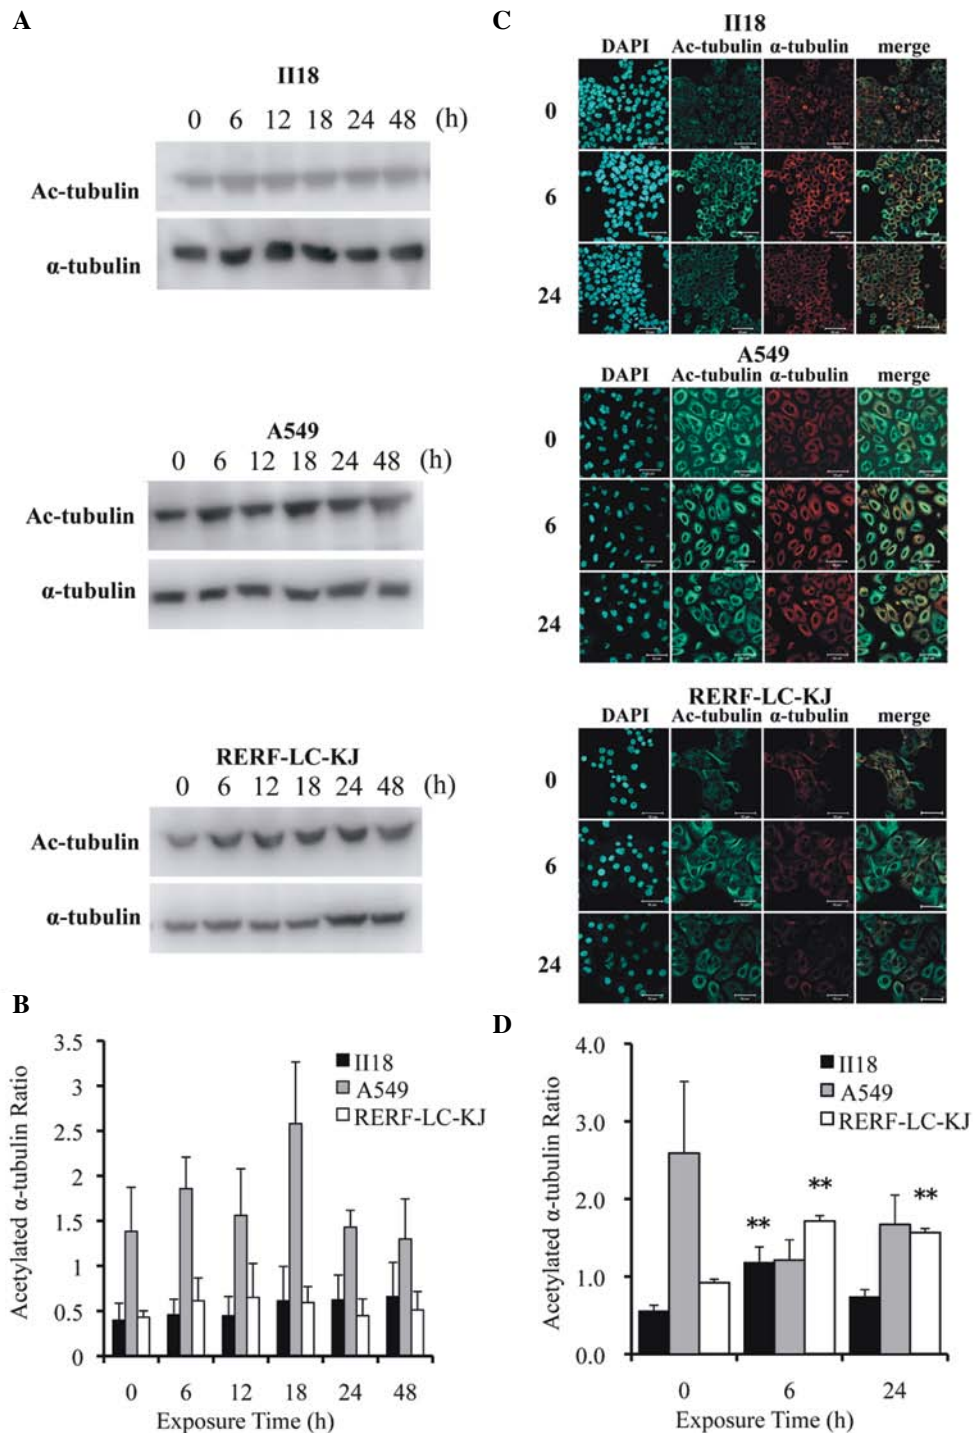 A
II18
0 6 12 18 24 48 (h)
Ac-tubulin
α-tubulin
A549
0 6 12 18 24 48 (h)
Ac-tubulin
α-tubulin
RERF-LC-KJ
0 6 12 18 24 48 (h)
Ac-tubulin
α-tubulin
B
3.5
3
2.5
2
1.5
1
0.5
0
Acetylated α-tubulin Ratio
II18
A549
RERF-LC-KJ
0 6 12 18 24 48
Exposure Time (h)
C
II18
DAPI Ac-tubulin α-tubulin merge
0
6
24
A549
DAPI Ac-tubulin α-tubulin merge
0
6
24
RERF-LC-KJ
DAPI Ac-tubulin α-tubulin merge
0
6
24
D
4.0
3.0
2.0
1.0
0.0
Acetylated α-tubulin Ratio
II18
A549
RERF-LC-KJ
**
**
**
0 6 24
Exposure Time (h)